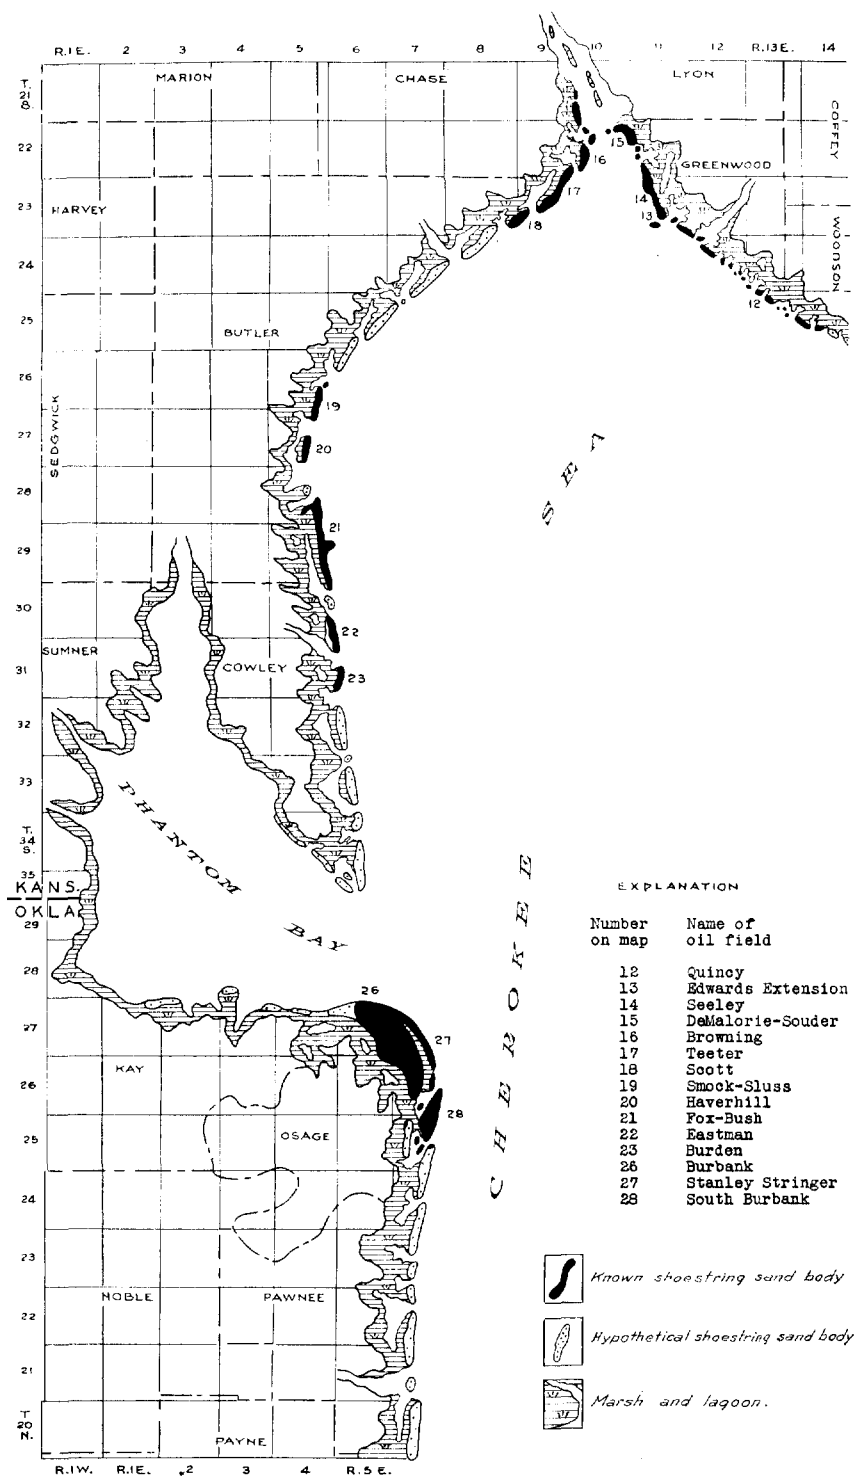 R.1E. 2 3 4 5 6 7 8 9 10 11 12 R.13E. 14
MARION
CHASE
LYON
COFFEY
GREENWOOD
WOODSON
HARVEY
BUTLER
SEDGWICK
SUMNER
COWLEY
T.
21
S.
22
23
24
25
26
27
28
29
30
31
32
33
T.
34
S.
35
KANS.
OKLA.
29
28
27
26
25
24
23
22
21
T
20
N.
15
16
17
18
14
13
12
19
20
21
22
23
26
27
28
SEA
CHEROKEE
PHANTOM
BAY
KAY
OSAGE
NOBLE
PAWNEE
PAYNE
R.1W. R.1E. 2 3 4 R.5E.
EXPLANATION
Number Name of
on map oil field
12 Quincy
13 Edwards Extension
14 Seeley
15 DeMalorie-Souder
16 Browning
17 Teeter
18 Scott
19 Smock-Sluss
20 Haverhill
21 Fox-Bush
22 Eastman
23 Burden
26 Burbank
27 Stanley Stringer
28 South Burbank
Known shoestring sand body
Hypothetical shoestring sand body
Marsh and lagoon.